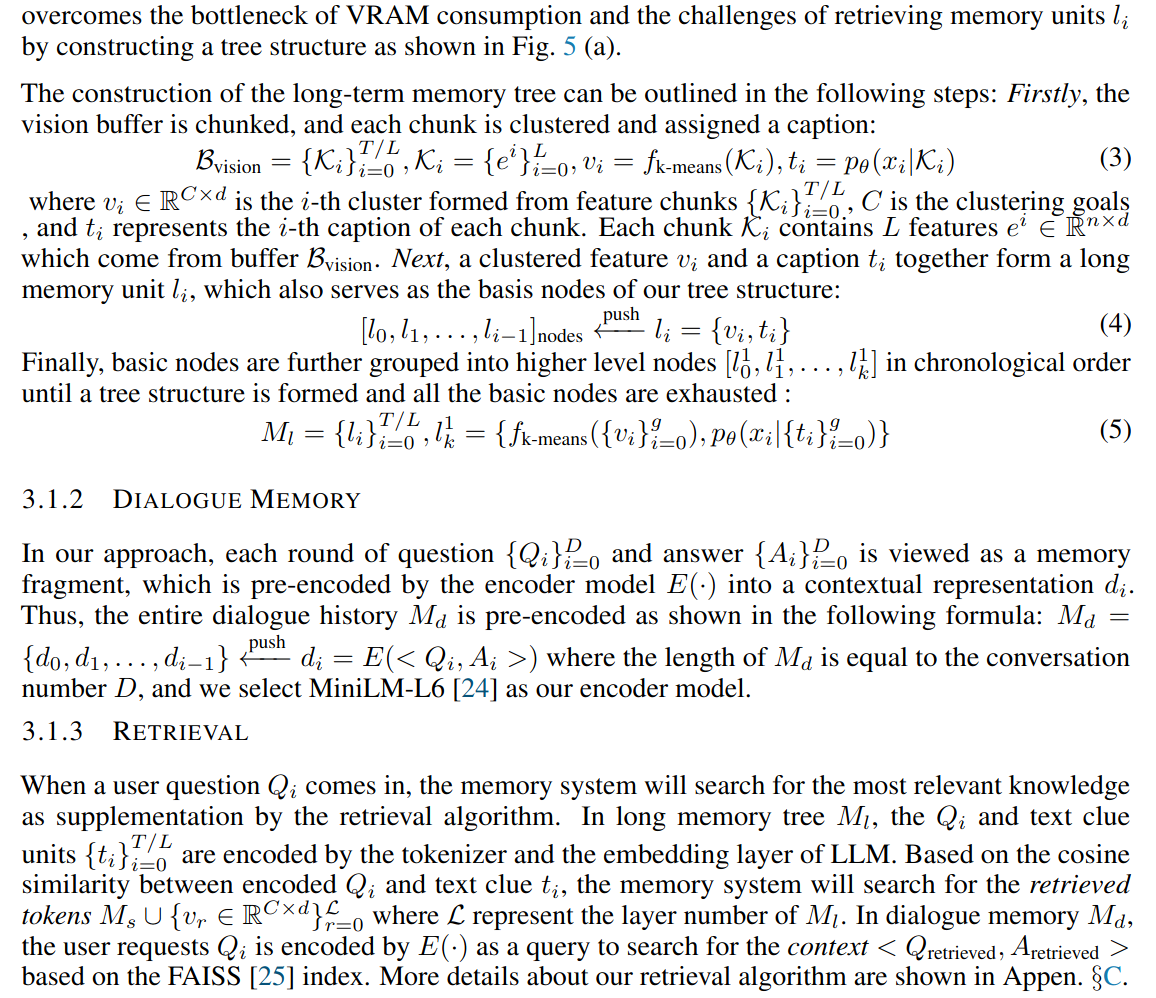 overcomes the bottleneck of VRAM consumption and the challenges of retrieving memory units $l_i$
by constructing a tree structure as shown in Fig. 5 (a).
The construction of the long-term memory tree can be outlined in the following steps: Firstly, the
vision buffer is chunked, and each chunk is clustered and assigned a caption:
$\mathcal{B}_{\text{vision}} = \{\mathcal{K}_i\}_{i=0}^{T/L}, \mathcal{K}_i = \{e^i\}_{i=0}^{L}, v_i = f_{\text{k-means}}(\mathcal{K}_i), t_i = p_\theta(x_i|\mathcal{K}_i)$ (3)
where $v_i \in \mathbb{R}^{C \times d}$ is the $i$-th cluster formed from feature chunks $\{\mathcal{K}_i\}_{i=0}^{T/L}$, $C$ is the clustering goals
, and $t_i$ represents the $i$-th caption of each chunk. Each chunk $\mathcal{K}_i$ contains $L$ features $e^i \in \mathbb{R}^{n \times d}$
which come from buffer $\mathcal{B}_{\text{vision}}$. Next, a clustered feature $v_i$ and a caption $t_i$ together form a long
memory unit $l_i$, which also serves as the basis nodes of our tree structure:
$[l_0, l_1, \ldots, l_{i-1}]_{\text{nodes}} \xleftarrow{\text{push}} l_i = \{v_i, t_i\}$ (4)
Finally, basic nodes are further grouped into higher level nodes $[l_0^1, l_1^1, \ldots, l_k^1]$ in chronological order
until a tree structure is formed and all the basic nodes are exhausted :
$M_l = \{l_i\}_{i=0}^{T/L}, l_k^1 = \{f_{\text{k-means}}(\{v_i\}_{i=0}^{g}), p_\theta(x_i|\{t_i\}_{i=0}^{g})\}$ (5)
3.1.2 DIALOGUE MEMORY
In our approach, each round of question $\{Q_i\}_{i=0}^{D}$ and answer $\{A_i\}_{i=0}^{D}$ is viewed as a memory
fragment, which is pre-encoded by the encoder model $E(\cdot)$ into a contextual representation $d_i$.
Thus, the entire dialogue history $M_d$ is pre-encoded as shown in the following formula: $M_d =$
$\{d_0, d_1, \ldots, d_{i-1}\} \xleftarrow{\text{push}} d_i = E(< Q_i, A_i >)$ where the length of $M_d$ is equal to the conversation
number $D$, and we select MiniLM-L6 [24] as our encoder model.
3.1.3 RETRIEVAL
When a user question $Q_i$ comes in, the memory system will search for the most relevant knowledge
as supplementation by the retrieval algorithm. In long memory tree $M_l$, the $Q_i$ and text clue
units $\{t_i\}_{i=0}^{T/L}$ are encoded by the tokenizer and the embedding layer of LLM. Based on the cosine
similarity between encoded $Q_i$ and text clue $t_i$, the memory system will search for the retrieved
tokens $M_s \cup \{v_r \in \mathbb{R}^{C \times d}\}_{r=0}^{\mathcal{L}}$ where $\mathcal{L}$ represent the layer number of $M_l$. In dialogue memory $M_d$,
the user requests $Q_i$ is encoded by $E(\cdot)$ as a query to search for the context $< Q_{\text{retrieved}}, A_{\text{retrieved}} >$
based on the FAISS [25] index. More details about our retrieval algorithm are shown in Appen. §C.